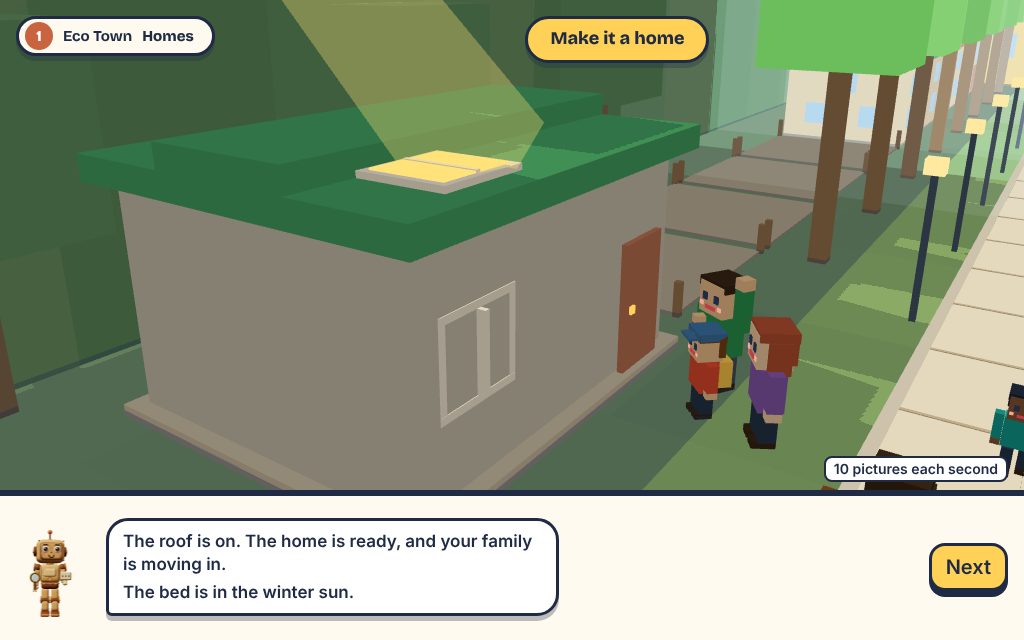 1 Eco Town Homes
Make it a home
10 pictures each second
The roof is on. The home is ready, and your family
is moving in.
The bed is in the winter sun.
Next